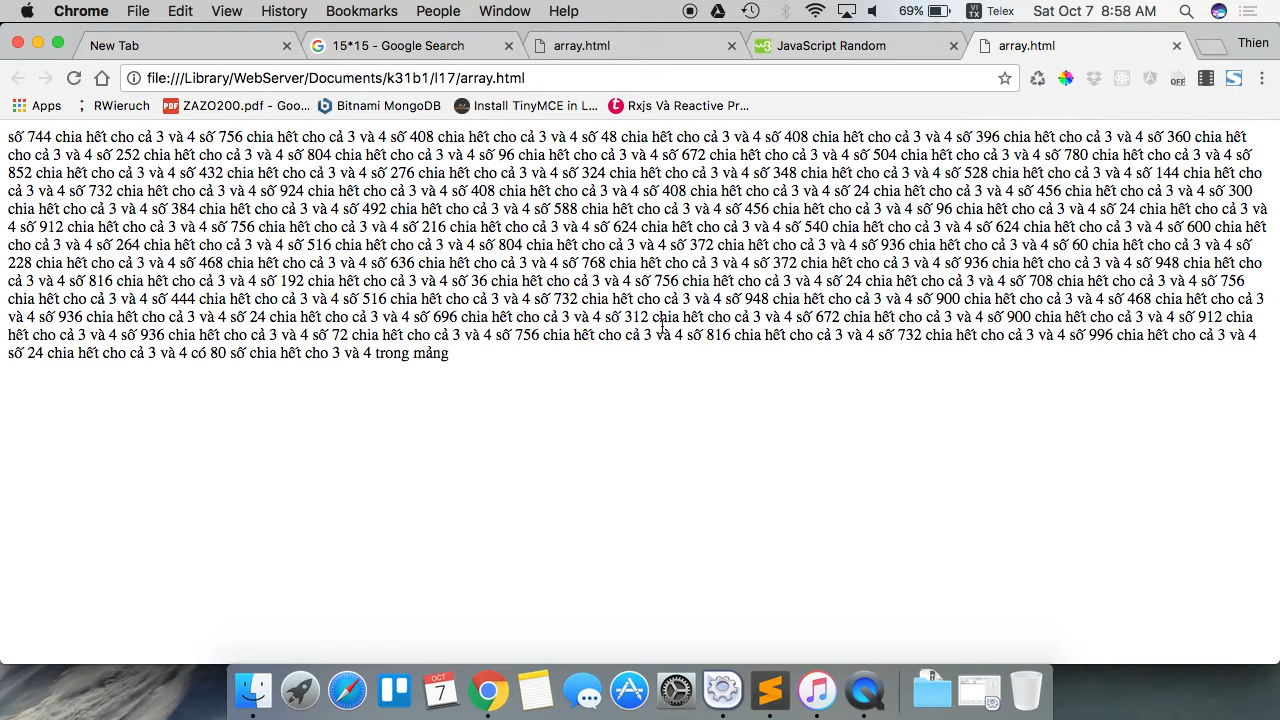 Chrome File Edit View History Bookmarks People Window Help 69% VI TX Telex Sat Oct 7 8:58 AM
New Tab 15*15 - Google Search array.html JavaScript Random array.html Thien
file:///Library/WebServer/Documents/k31b1/l17/array.html OFF
Apps RWieruch ZAZO200.pdf - Goo... Bitnami MongoDB Install TinyMCE in L... Rxjs Và Reactive Pr...
số 744 chia hết cho cả 3 và 4 số 756 chia hết cho cả 3 và 4 số 408 chia hết cho cả 3 và 4 số 48 chia hết cho cả 3 và 4 số 408 chia hết cho cả 3 và 4 số 396 chia hết cho cả 3 và 4 số 360 chia hết
cho cả 3 và 4 số 252 chia hết cho cả 3 và 4 số 804 chia hết cho cả 3 và 4 số 96 chia hết cho cả 3 và 4 số 672 chia hết cho cả 3 và 4 số 504 chia hết cho cả 3 và 4 số 780 chia hết cho cả 3 và 4 số
852 chia hết cho cả 3 và 4 số 432 chia hết cho cả 3 và 4 số 276 chia hết cho cả 3 và 4 số 324 chia hết cho cả 3 và 4 số 348 chia hết cho cả 3 và 4 số 528 chia hết cho cả 3 và 4 số 144 chia hết cho
cả 3 và 4 số 732 chia hết cho cả 3 và 4 số 924 chia hết cho cả 3 và 4 số 408 chia hết cho cả 3 và 4 số 408 chia hết cho cả 3 và 4 số 24 chia hết cho cả 3 và 4 số 456 chia hết cho cả 3 và 4 số 300
chia hết cho cả 3 và 4 số 384 chia hết cho cả 3 và 4 số 492 chia hết cho cả 3 và 4 số 588 chia hết cho cả 3 và 4 số 456 chia hết cho cả 3 và 4 số 96 chia hết cho cả 3 và 4 số 24 chia hết cho cả 3 và
4 số 912 chia hết cho cả 3 và 4 số 756 chia hết cho cả 3 và 4 số 216 chia hết cho cả 3 và 4 số 624 chia hết cho cả 3 và 4 số 540 chia hết cho cả 3 và 4 số 624 chia hết cho cả 3 và 4 số 600 chia hết
cho cả 3 và 4 số 264 chia hết cho cả 3 và 4 số 516 chia hết cho cả 3 và 4 số 804 chia hết cho cả 3 và 4 số 372 chia hết cho cả 3 và 4 số 936 chia hết cho cả 3 và 4 số 60 chia hết cho cả 3 và 4 số
228 chia hết cho cả 3 và 4 số 468 chia hết cho cả 3 và 4 số 636 chia hết cho cả 3 và 4 số 768 chia hết cho cả 3 và 4 số 372 chia hết cho cả 3 và 4 số 936 chia hết cho cả 3 và 4 số 948 chia hết cho
cả 3 và 4 số 816 chia hết cho cả 3 và 4 số 192 chia hết cho cả 3 và 4 số 36 chia hết cho cả 3 và 4 số 756 chia hết cho cả 3 và 4 số 24 chia hết cho cả 3 và 4 số 708 chia hết cho cả 3 và 4 số 756
chia hết cho cả 3 và 4 số 444 chia hết cho cả 3 và 4 số 516 chia hết cho cả 3 và 4 số 732 chia hết cho cả 3 và 4 số 948 chia hết cho cả 3 và 4 số 900 chia hết cho cả 3 và 4 số 468 chia hết cho cả 3
và 4 số 936 chia hết cho cả 3 và 4 số 24 chia hết cho cả 3 và 4 số 696 chia hết cho cả 3 và 4 số 312 chia hết cho cả 3 và 4 số 672 chia hết cho cả 3 và 4 số 900 chia hết cho cả 3 và 4 số 912 chia
hết cho cả 3 và 4 số 936 chia hết cho cả 3 và 4 số 72 chia hết cho cả 3 và 4 số 756 chia hết cho cả 3 và 4 số 816 chia hết cho cả 3 và 4 số 732 chia hết cho cả 3 và 4 số 996 chia hết cho cả 3 và 4
số 24 chia hết cho cả 3 và 4 có 80 số chia hết cho 3 và 4 trong mảng
OCT
7